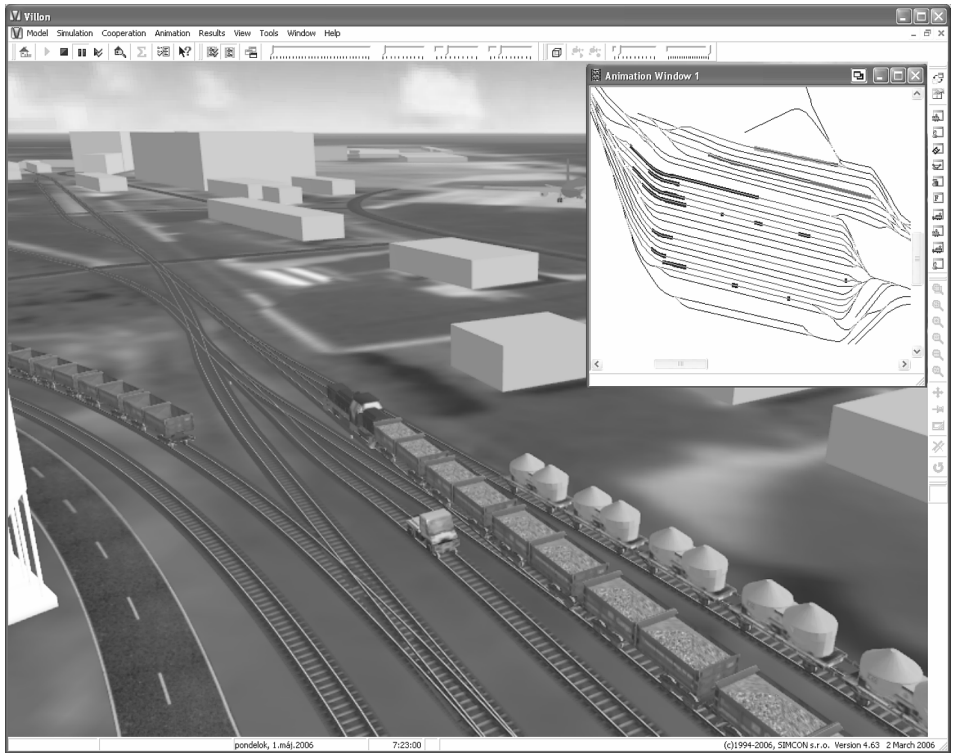 Villon
Model Simulation Cooperation Animation Results View Tools Window Help
Animation Window 1
pondelok, 1.máj.2006 7:23:00 (c)1994-2006, SIMCON s.r.o. Version 4.63 2 March 2006